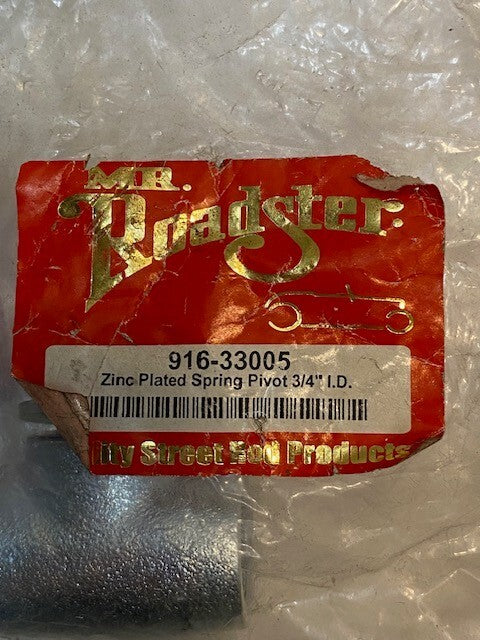 MR.
Roadster
916-33005
Zinc Plated Spring Pivot 3/4" I.D.
Street Rod Products